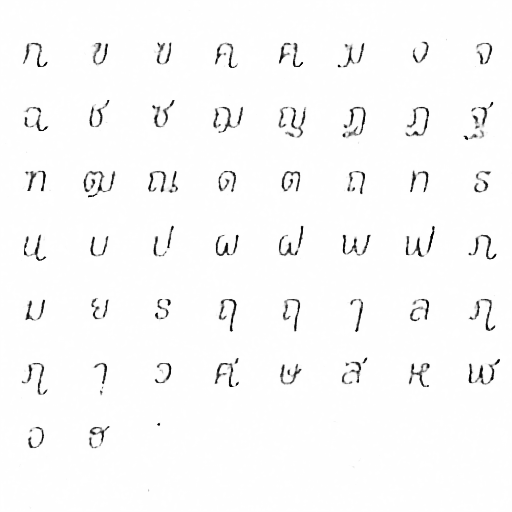 ก ข ฃ ค ฅ ฆ ง จ
ฉ ช ซ ฌ ญ ฎ ฏ ฐ
ฑ ฒ ณ ด ต ถ ท ธ
น บ ป ผ ฝ พ ฟ ภ
ม ย ร ฤ ฤ ๅ ล ฦ
ฦ ๅ ว ศ ษ ส ห ฬ
อ ฮ